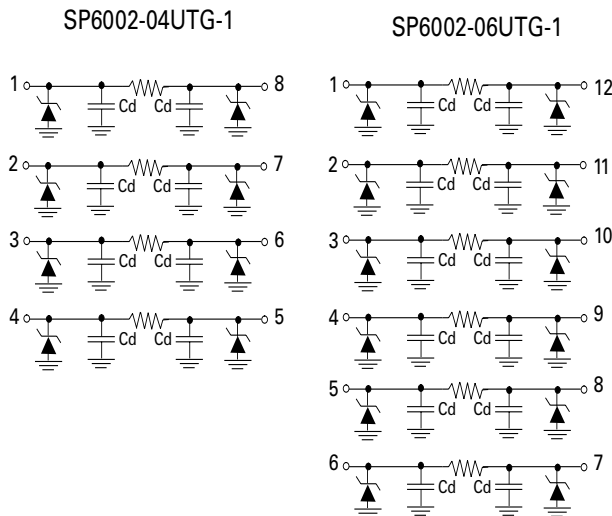 SP6002-04UTG-1
1 Cd Cd 8
2 Cd Cd 7
3 Cd Cd 6
4 Cd Cd 5
SP6002-06UTG-1
1 Cd Cd 12
2 Cd Cd 11
3 Cd Cd 10
4 Cd Cd 9
5 Cd Cd 8
6 Cd Cd 7